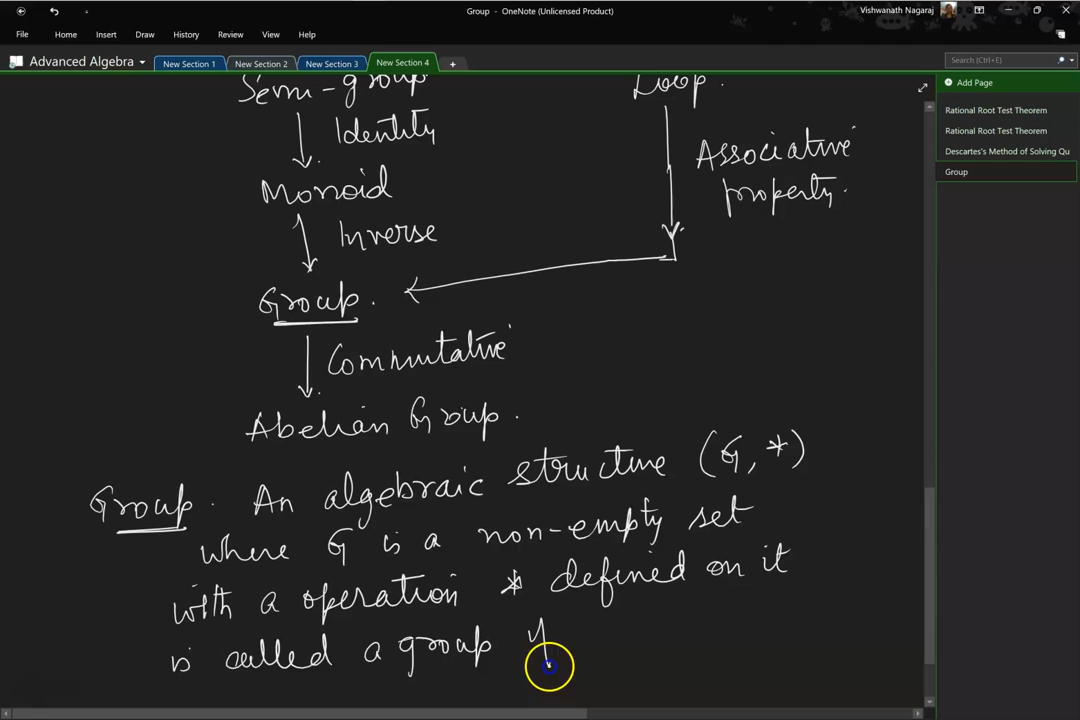 Group - OneNote (Unlicensed Product)
Vishwanath Nagaraj
File Home Insert Draw History Review View Help
Advanced Algebra New Section 1 New Section 2 New Section 3 New Section 4 +
Search (Ctrl+E)
Add Page
Rational Root Test Theorem
Rational Root Test Theorem
Descartes's Method of Solving Qu
Group
Semi-group Loop.
Identity
Associative
property.
Monoid
Inverse
Group.
Commutative
Abelian Group.
Group. An algebraic structure (G, *)
where G is a non-empty set
with a operation * defined on it
is called a group